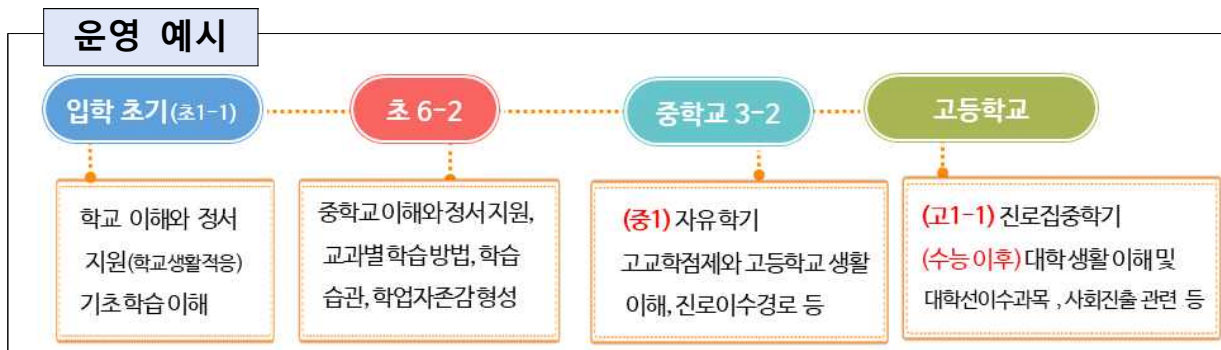 운영 예시
입학 초기(초1-1)
초 6-2
중학교 3-2
고등학교
학교 이해와 정서
지원(학교생활적응)
기초학습 이해
중학교 이해와 정서 지원,
교과별 학습 방법, 학습
습관, 학업자존감 형성
(중1) 자유학기
고교학점제와 고등학교 생활
이해, 진로이수경로 등
(고1-1) 진로집중학기
(수능 이후) 대학 생활 이해 및
대학선이수과목 , 사회진출 관련 등